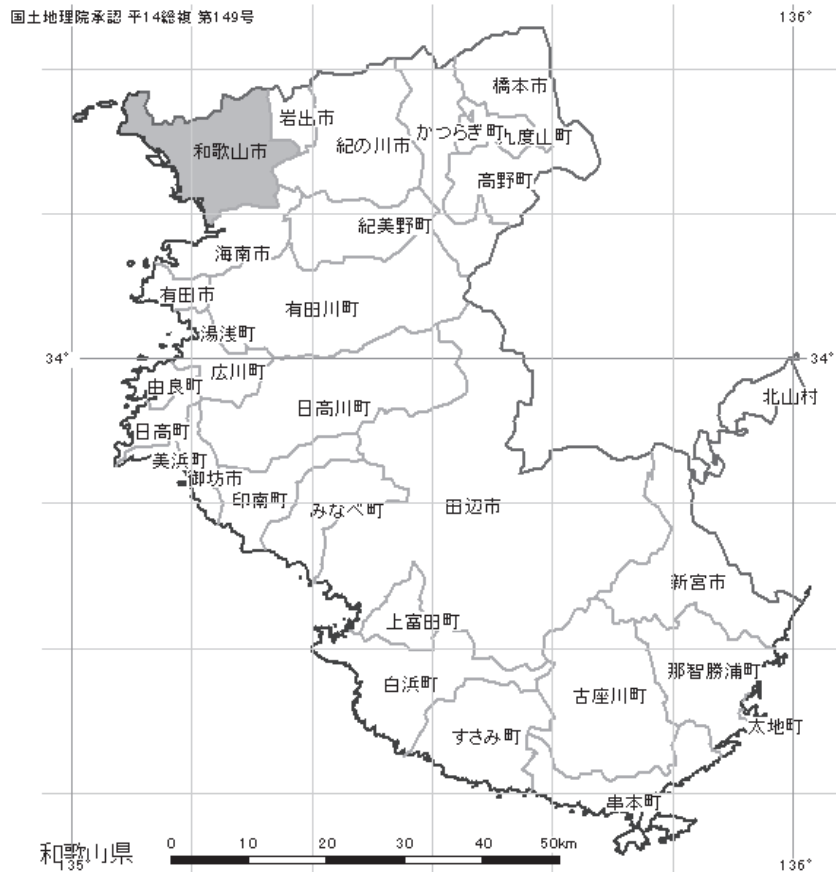 国土地理院承認 平14総複 第149号
136°
橋本市
岩出市
かつらぎ町
九度山町
和歌山市
紀の川市
高野町
紀美野町
海南市
有田市
有田川町
湯浅町
34°
34°
広川町
由良町
北山村
日高川町
日高町
美浜町
御坊市
印南町
みなべ町
田辺市
新宮市
上富田町
那智勝浦町
白浜町
古座川町
太地町
すさみ町
串本町
和歌山県
0 10 20 30 40 50km
135°
136°